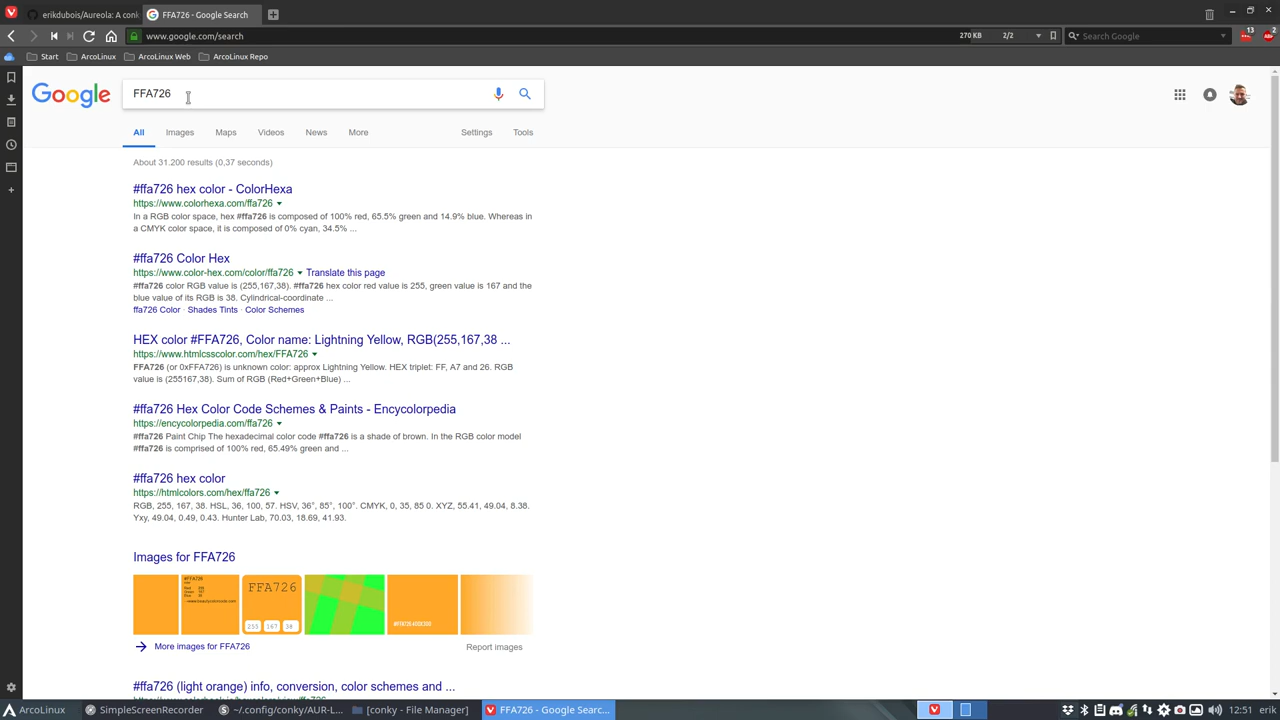 erikdubois/Aureola: A conk
FFA726 - Google Search
www.google.com/search
270 KB
2/2
Search Google
13
2
Start
ArcoLinux
ArcoLinux Web
ArcoLinux Repo
Google
FFA726
All
Images
Maps
Videos
News
More
Settings
Tools
About 31.200 results (0,37 seconds)
#ffa726 hex color - ColorHexa
https://www.colorhexa.com/ffa726
In a RGB color space, hex #ffa726 is composed of 100% red, 65.5% green and 14.9% blue. Whereas in
a CMYK color space, it is composed of 0% cyan, 34.5% ...
#ffa726 Color Hex
https://www.color-hex.com/color/ffa726 Translate this page
#ffa726 color RGB value is (255,167,38). #ffa726 hex color red value is 255, green value is 167 and the
blue value of its RGB is 38. Cylindrical-coordinate ...
ffa726 Color · Shades Tints · Color Schemes
HEX color #FFA726, Color name: Lightning Yellow, RGB(255,167,38 ...
https://www.htmlcsscolor.com/hex/FFA726
FFA726 (or 0xFFA726) is unknown color: approx Lightning Yellow. HEX triplet: FF, A7 and 26. RGB
value is (255167,38). Sum of RGB (Red+Green+Blue) ...
#ffa726 Hex Color Code Schemes & Paints - Encycolorpedia
https://encycolorpedia.com/ffa726
#ffa726 Paint Chip The hexadecimal color code #ffa726 is a shade of brown. In the RGB color model
#ffa726 is comprised of 100% red, 65.49% green and ...
#ffa726 hex color
https://htmlcolors.com/hex/ffa726
RGB, 255, 167, 38. HSL, 36, 100, 57. HSV, 36°, 85°, 100°. CMYK, 0, 35, 85 0. XYZ, 55.41, 49.04, 8.38.
Yxy, 49.04, 0.49, 0.43. Hunter Lab, 70.03, 18.69, 41.93.
Images for FFA726
#FFA726
FFA726
255 167 38
More images for FFA726
Report images
#ffa726 (light orange) info, conversion, color schemes and ...
ArcoLinux
SimpleScreenRecorder
~/.config/conky/AUR-L...
[conky - File Manager]
FFA726 - Google Searc...
12:51
erik